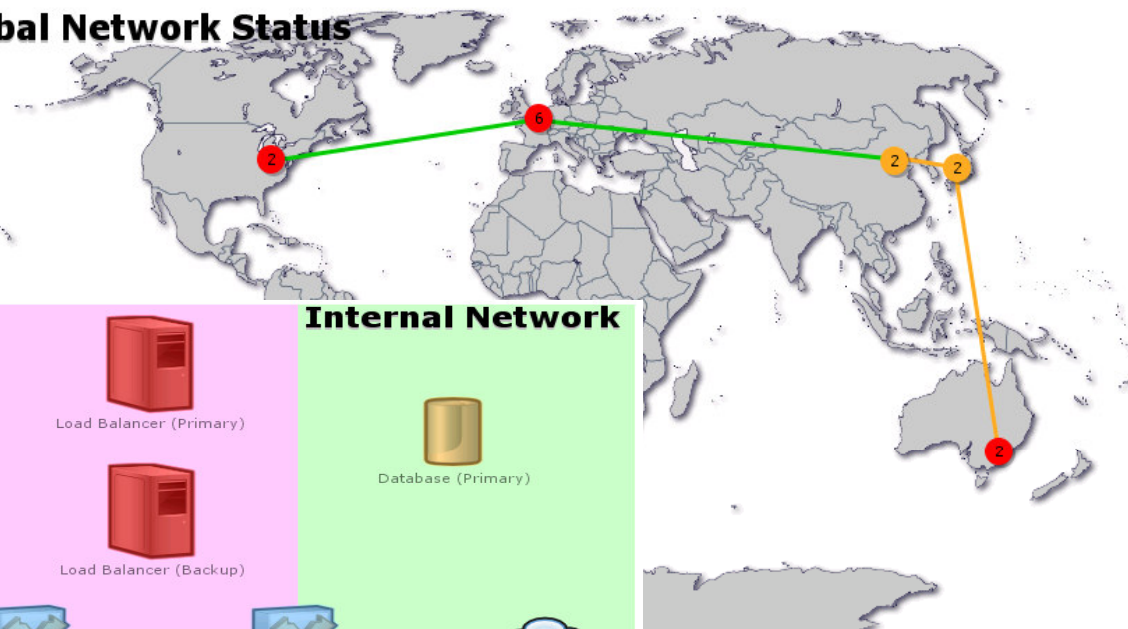 bal Network Status
6
2
2
2
2
Internal Network
Load Balancer (Primary)
Database (Primary)
Load Balancer (Backup)